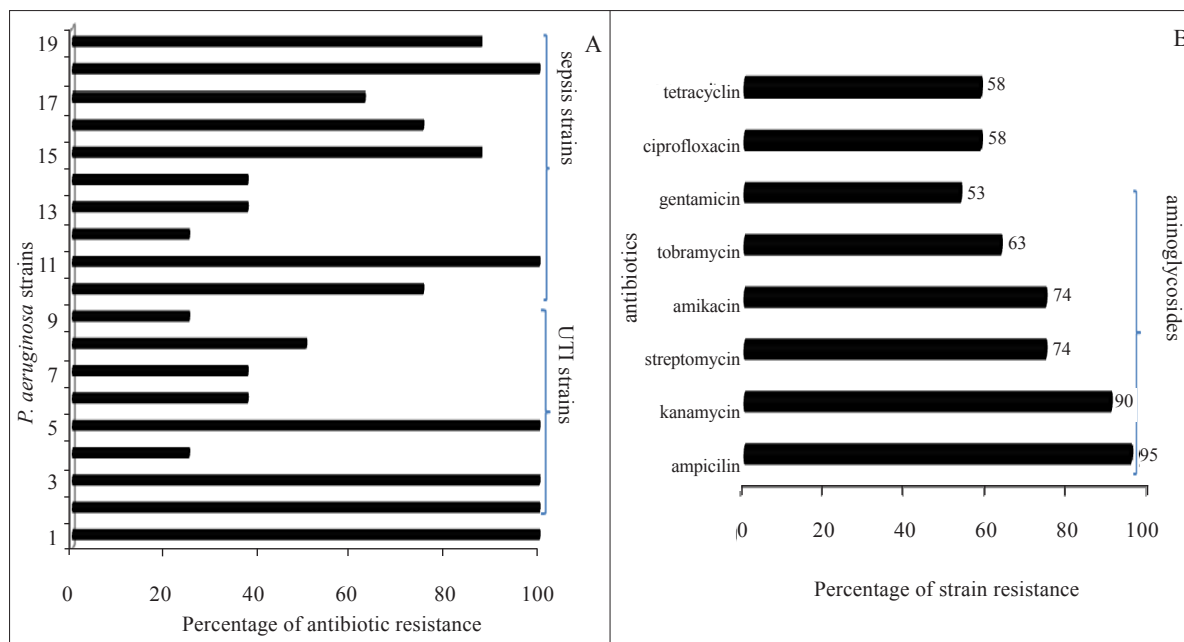 A
19
17
15
13
11
9
7
5
3
1
P. aeruginosa strains
sepsis strains
UTI strains
0 20 40 60 80 100
Percentage of antibiotic resistance
B
tetracyclin 58
ciprofloxacin 58
gentamicin 53
tobramycin 63
amikacin 74
streptomycin 74
kanamycin 90
ampicilin 95
antibiotics
aminoglycosides
0 20 40 60 80 100
Percentage of strain resistance